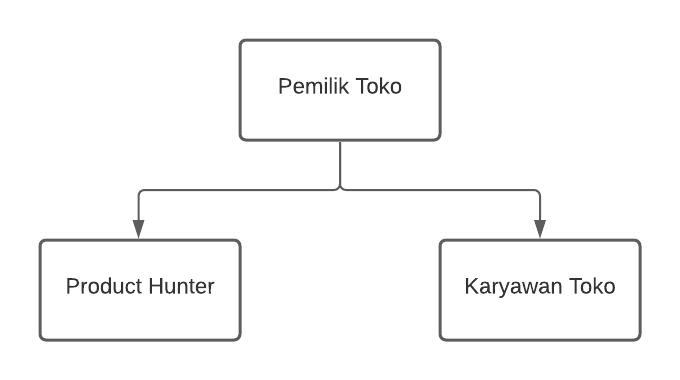 Pemilik Toko
Product Hunter
Karyawan Toko